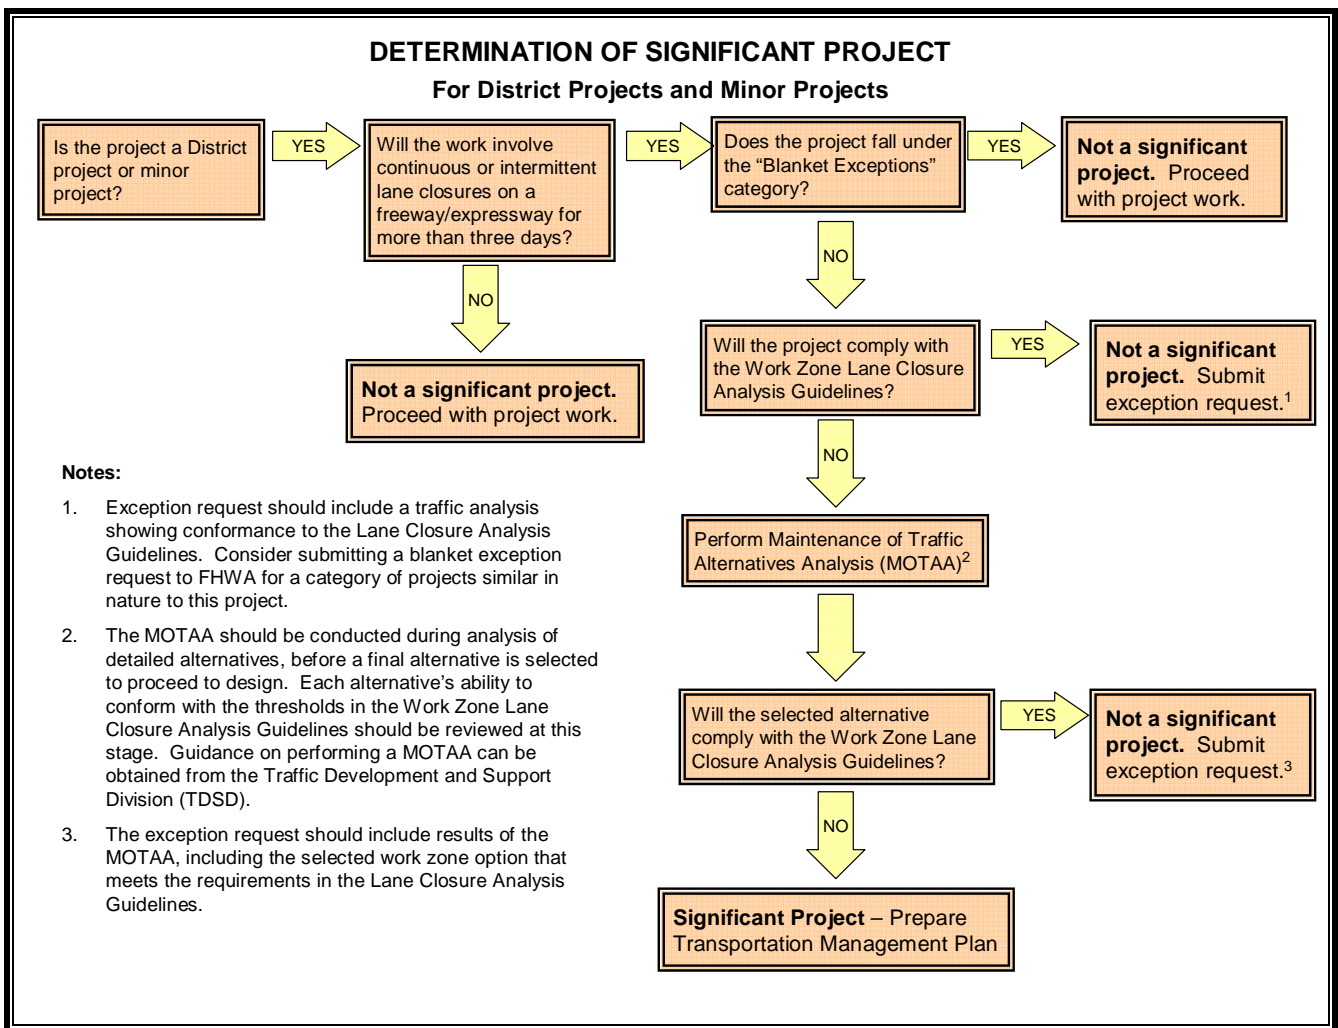 DETERMINATION OF SIGNIFICANT PROJECT
For District Projects and Minor Projects
Is the project a District
project or minor
project?
YES
Will the work involve
continuous or intermittent
lane closures on a
freeway/expressway for
more than three days?
YES
Does the project fall under
the “Blanket Exceptions”
category?
YES
Not a significant
project. Proceed
with project work.
NO
NO
Not a significant project.
Proceed with project work.
Will the project comply with
the Work Zone Lane Closure
Analysis Guidelines?
YES
Not a significant
project. Submit
exception request.1
NO
Perform Maintenance of Traffic
Alternatives Analysis (MOTAA)2
Will the selected alternative
comply with the Work Zone Lane
Closure Analysis Guidelines?
YES
Not a significant
project. Submit
exception request.3
NO
Significant Project – Prepare
Transportation Management Plan
Notes:
1. Exception request should include a traffic analysis
showing conformance to the Lane Closure Analysis
Guidelines. Consider submitting a blanket exception
request to FHWA for a category of projects similar in
nature to this project.
2. The MOTAA should be conducted during analysis of
detailed alternatives, before a final alternative is selected
to proceed to design. Each alternative’s ability to
conform with the thresholds in the Work Zone Lane
Closure Analysis Guidelines should be reviewed at this
stage. Guidance on performing a MOTAA can be
obtained from the Traffic Development and Support
Division (TDSD).
3. The exception request should include results of the
MOTAA, including the selected work zone option that
meets the requirements in the Lane Closure Analysis
Guidelines.